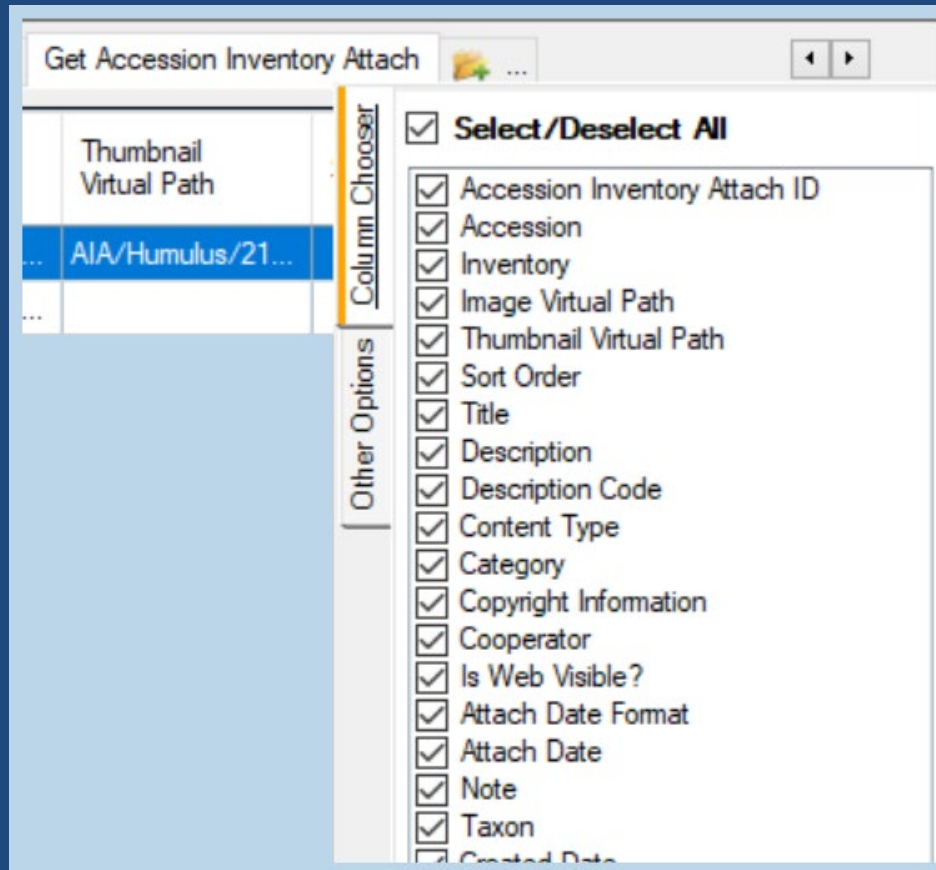 Get Accession Inventory Attach
...
Thumbnail
Virtual Path
... AIA/Humulus/21...
...
Column Chooser
Other Options
Select/Deselect All
Accession Inventory Attach ID
Accession
Inventory
Image Virtual Path
Thumbnail Virtual Path
Sort Order
Title
Description
Description Code
Content Type
Category
Copyright Information
Cooperator
Is Web Visible?
Attach Date Format
Attach Date
Note
Taxon
Created Date